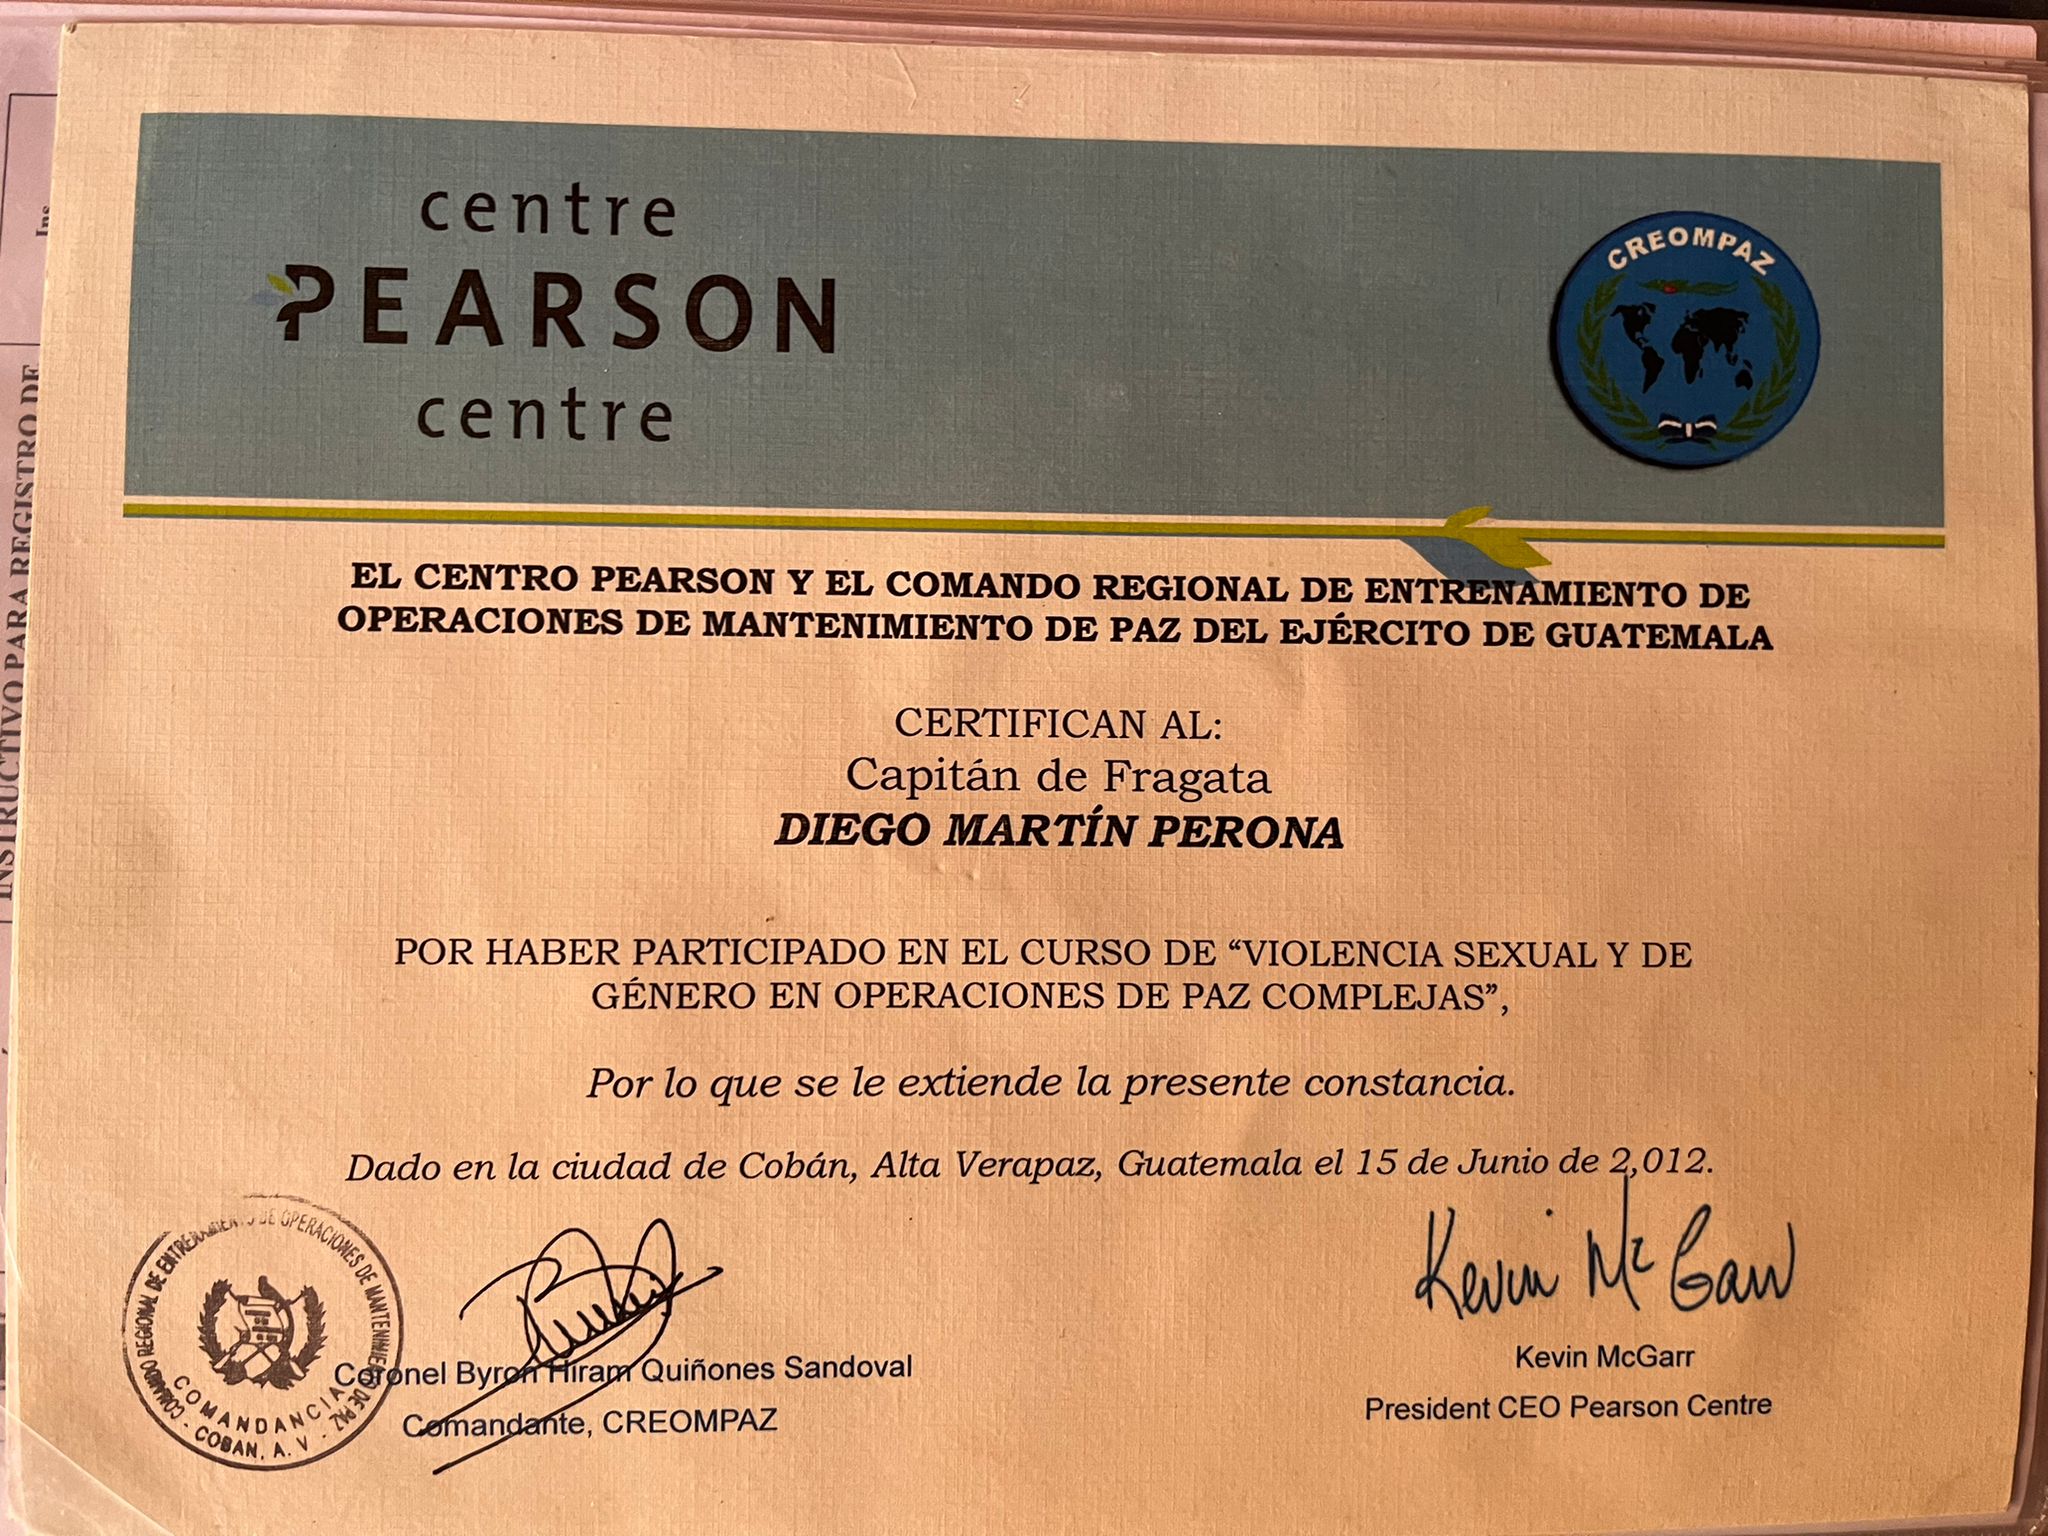 centre
PEARSON
centre
CREOMPAZ
EL CENTRO PEARSON Y EL COMANDO REGIONAL DE ENTRENAMIENTO DE
OPERACIONES DE MANTENIMIENTO DE PAZ DEL EJÉRCITO DE GUATEMALA
CERTIFICAN AL:
Capitán de Fragata
DIEGO MARTÍN PERONA
POR HABER PARTICIPADO EN EL CURSO DE “VIOLENCIA SEXUAL Y DE
GÉNERO EN OPERACIONES DE PAZ COMPLEJAS”,
Por lo que se le extiende la presente constancia.
Dado en la ciudad de Cobán, Alta Verapaz, Guatemala el 15 de Junio de 2,012.
Kevin McGarr
Coronel Byron Hiram Quiñones Sandoval
Comandante, CREOMPAZ
Kevin McGarr
President CEO Pearson Centre
COMANDO REGIONAL DE ENTRENAMIENTO DE OPERACIONES DE MANTENIMIENTO DE PAZ
COMANDANCIA
- COBAN, A. V -
INSTRUCTIVO PARA REGISTRO DE